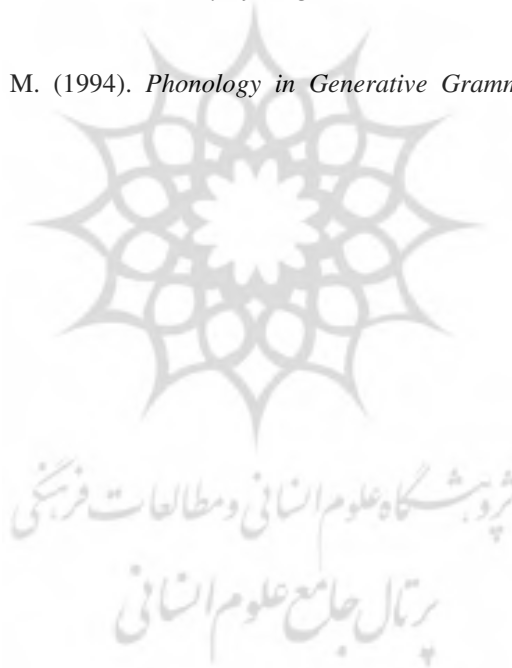 M. (1994). Phonology in Generative Gramm
پژوهشگاه علوم انسانی و مطالعات فرهنگی
پرتال جامع علوم انسانی